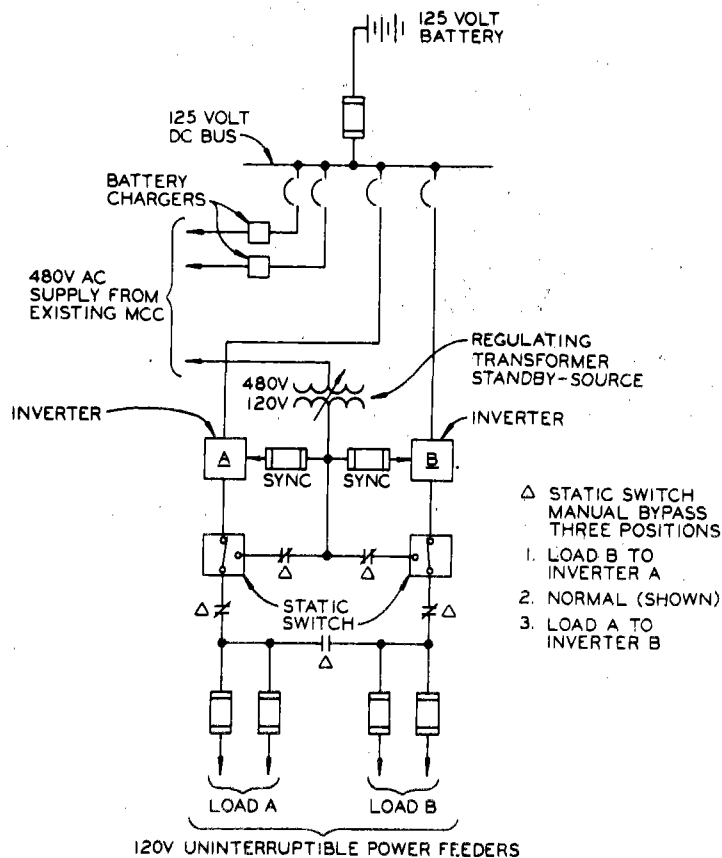 125 VOLT
BATTERY
125 VOLT
DC BUS
BATTERY
CHARGERS
480V AC
SUPPLY FROM
EXISTING MCC
REGULATING
TRANSFORMER
STANDBY-SOURCE
480V
120V
INVERTER
INVERTER
A
B
SYNC
SYNC
Δ STATIC SWITCH
MANUAL BYPASS
THREE POSITIONS
1. LOAD B TO
INVERTER A
2. NORMAL (SHOWN)
3. LOAD A TO
INVERTER B
Δ
Δ
STATIC
SWITCH
Δ
Δ
Δ
LOAD A
LOAD B
120V UNINTERRUPTIBLE POWER FEEDERS